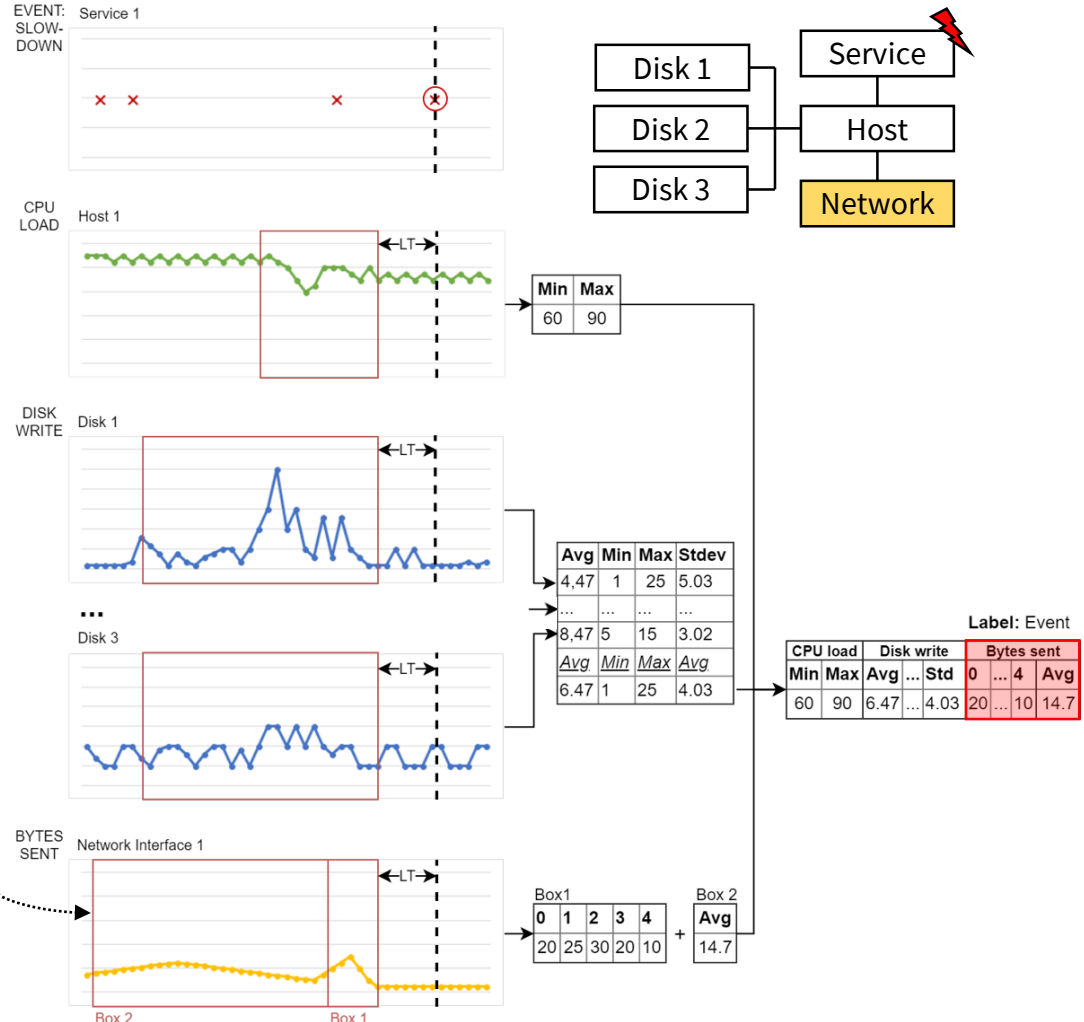 EVENT:
SLOW-
DOWN
Service 1
Disk 1
Disk 2
Disk 3
Service
Host
Network
CPU
LOAD
Host 1
LT
Min Max
60 90
DISK
WRITE
Disk 1
LT
...
Disk 3
LT
Avg Min Max Stdev
4,47 1 25 5.03
... ... ... ...
8,47 5 15 3.02
Avg Min Max Avg
6.47 1 25 4.03
Label: Event
CPU load Disk write Bytes sent
Min Max Avg ... Std 0 ... 4 Avg
60 90 6.47 ... 4.03 20 ... 10 14.7
BYTES
SENT
Network Interface 1
LT
Box 2
Box 1
Box1
0 1 2 3 4
20 25 30 20 10
+
Box 2
Avg
14.7